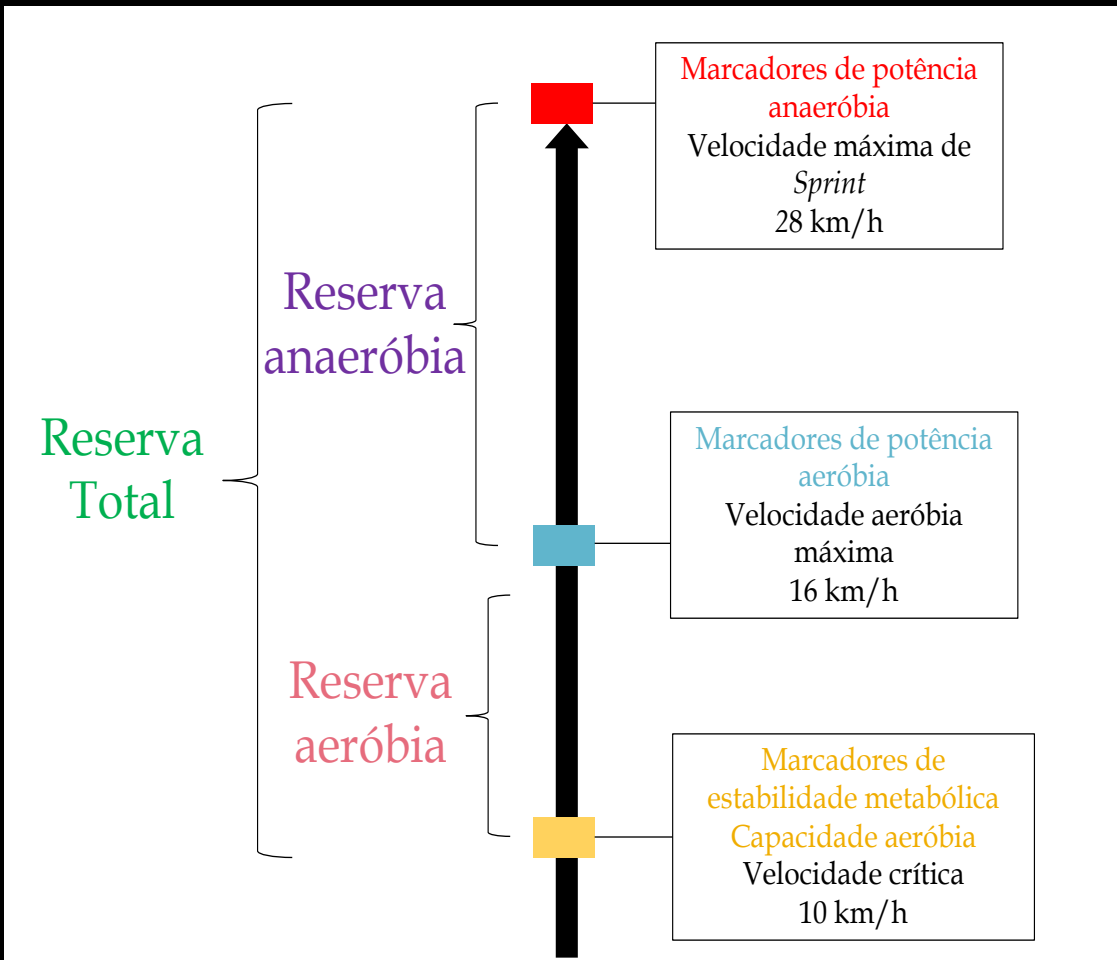 Marcadores de potência
anaeróbia
Velocidade máxima de
Sprint
28 km/h
Reserva
anaeróbia
Reserva
Total
Marcadores de potência
aeróbia
Velocidade aeróbia
máxima
16 km/h
Reserva
aeróbia
Marcadores de
estabilidade metabólica
Capacidade aeróbia
Velocidade crítica
10 km/h